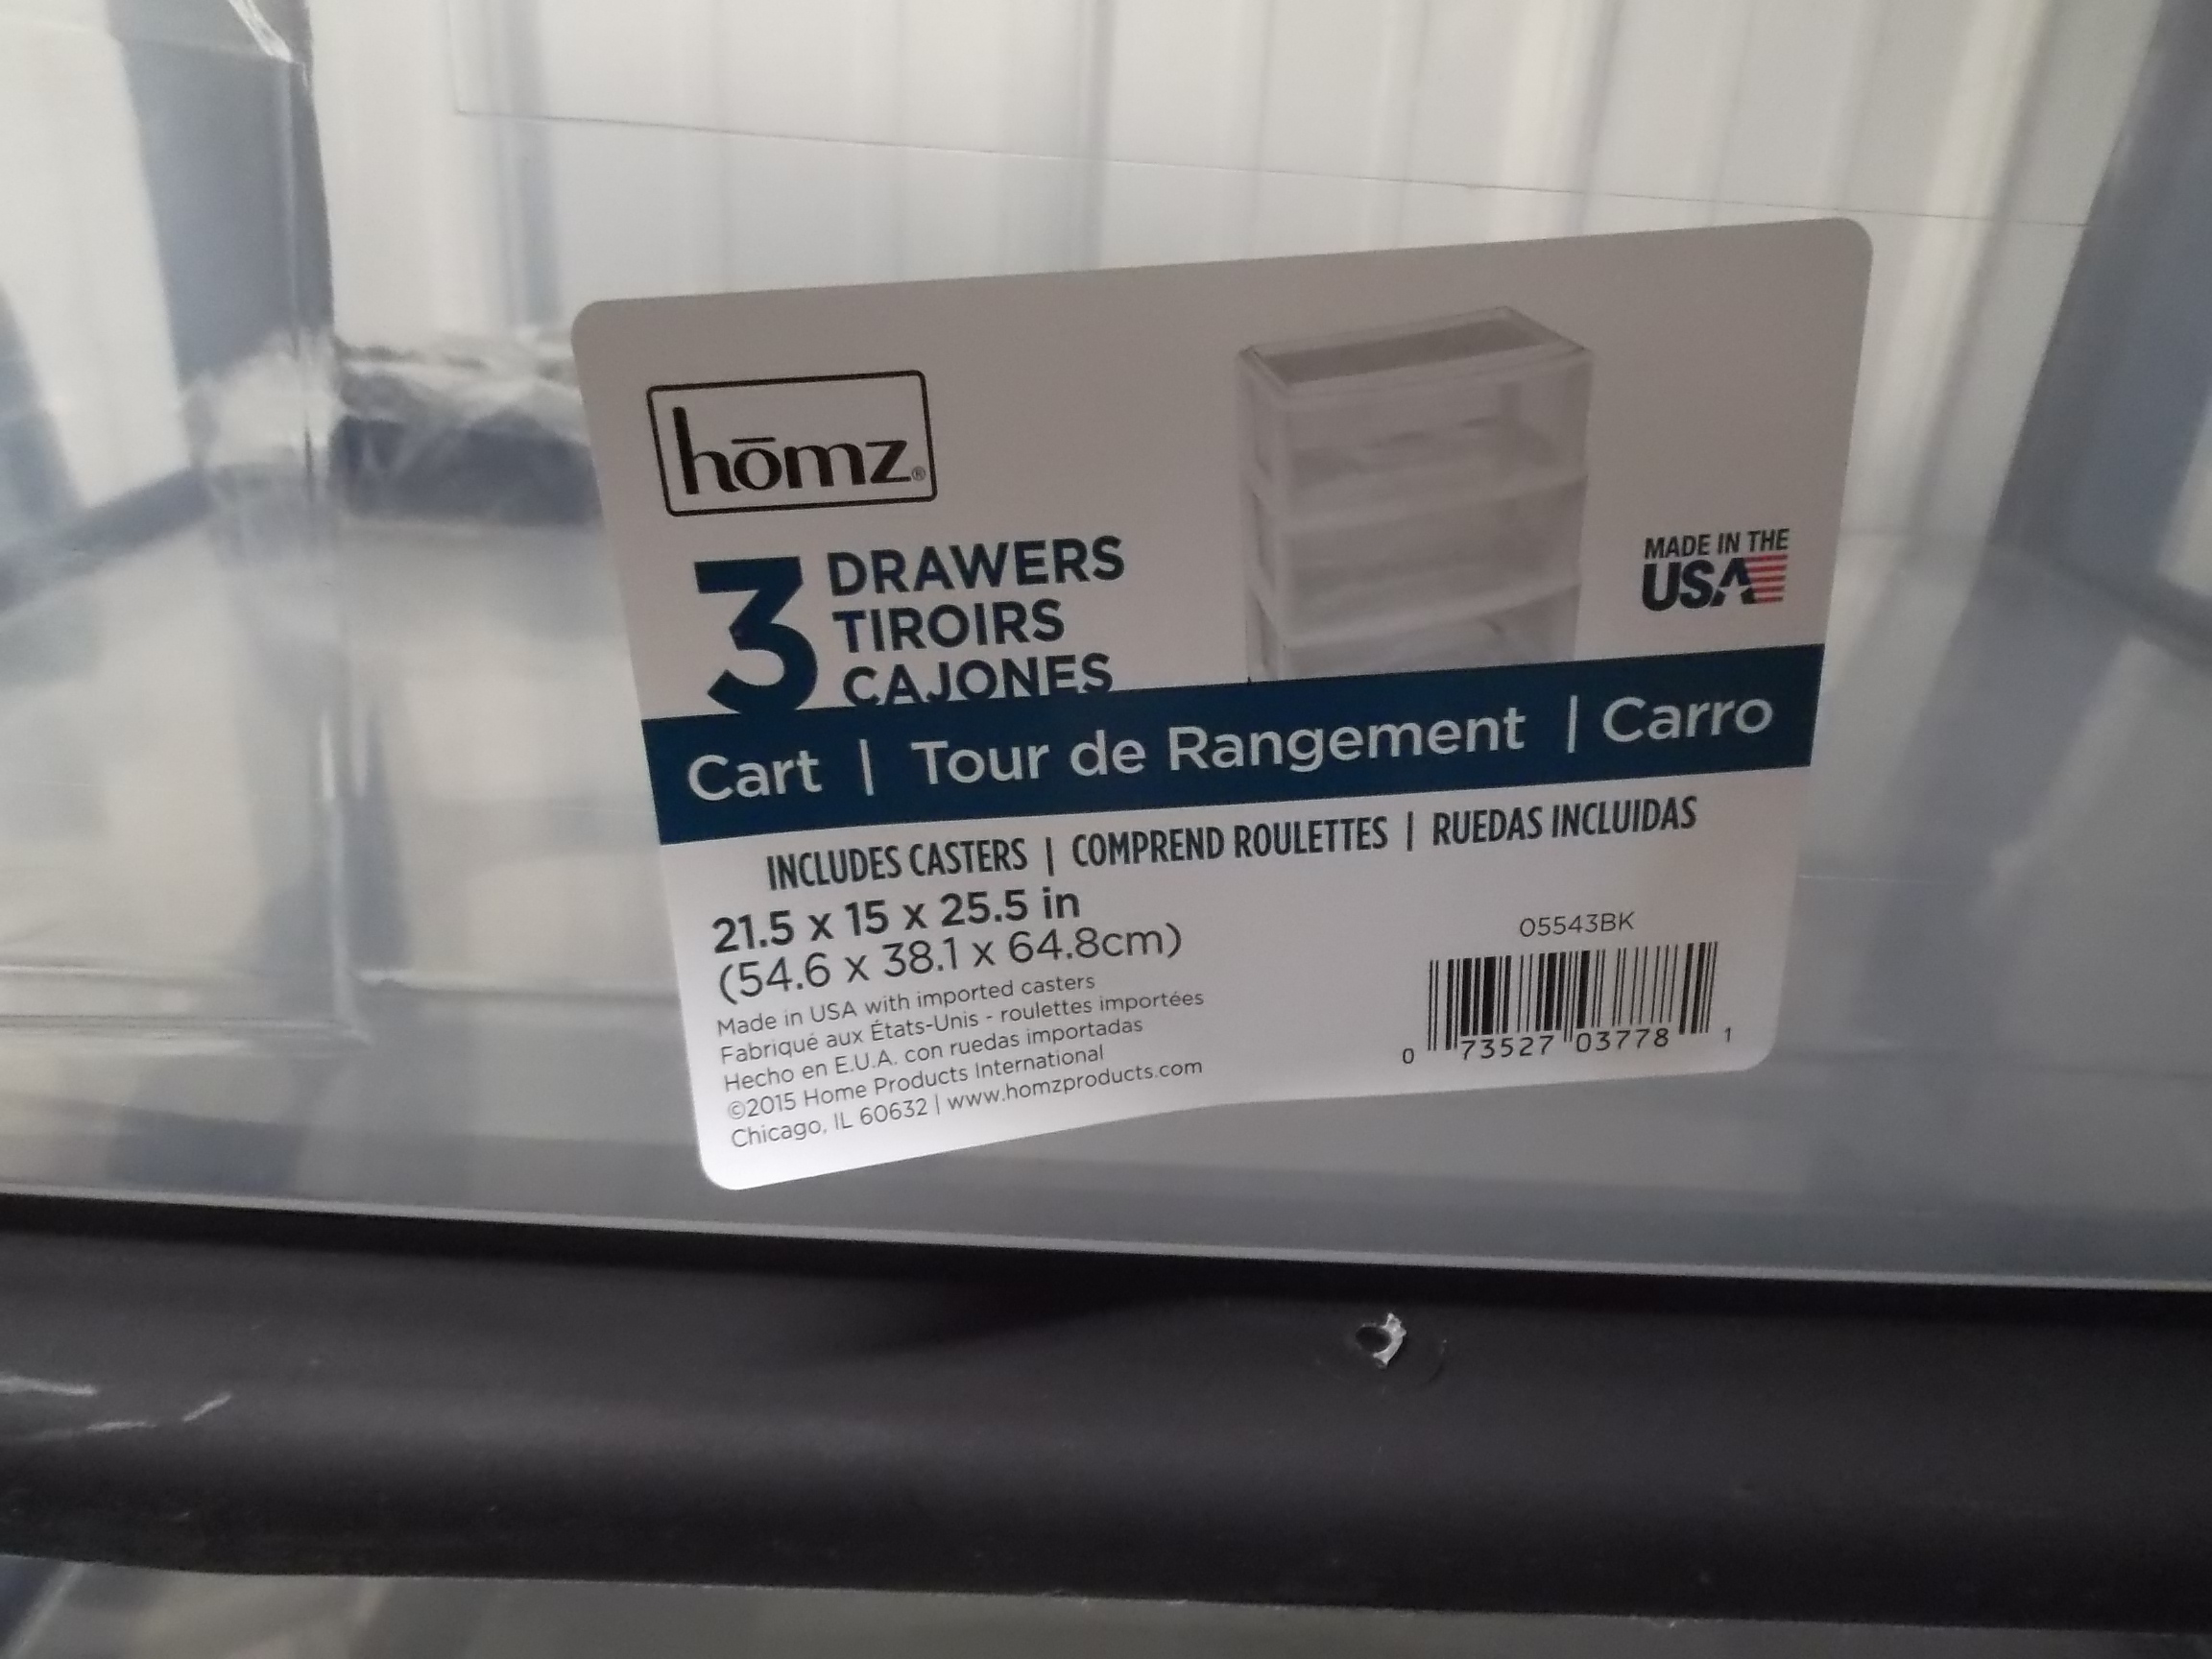 hōmz®
3 DRAWERS
TIROIRS
CAJONES
MADE IN THE
USA
Cart | Tour de Rangement | Carro
INCLUDES CASTERS | COMPREND ROULETTES | RUEDAS INCLUIDAS
21.5 x 15 x 25.5 in
(54.6 x 38.1 x 64.8cm)
Made in USA with imported casters
Fabriqué aux États-Unis - roulettes importées
Hecho en E.U.A. con ruedas importadas
©2015 Home Products International
Chicago, IL 60632 | www.homzproducts.com
05543BK
0 73527 03778 1